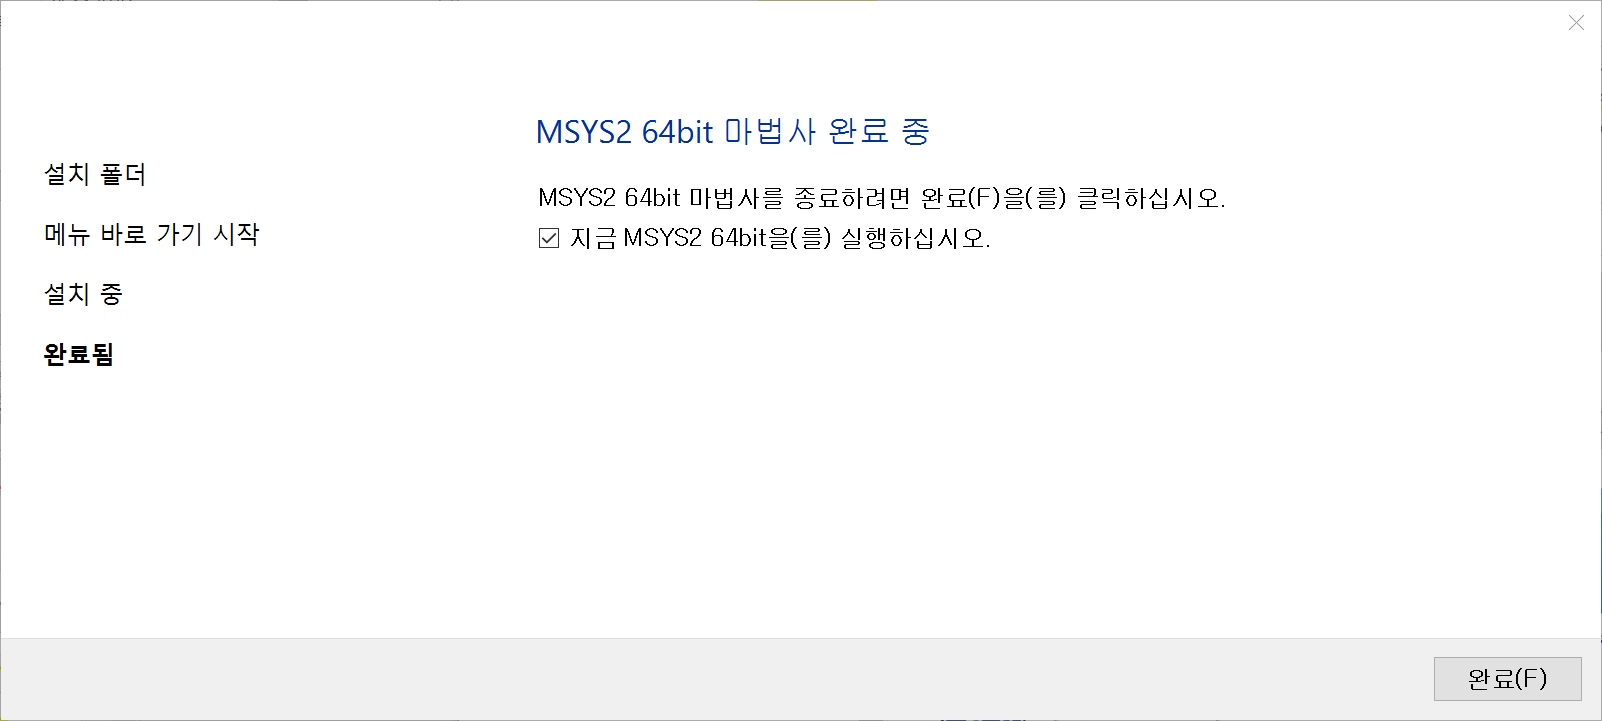 MSYS2 64bit 마법사 완료 중
설치 폴더
메뉴 바로 가기 시작
설치 중
완료됨
MSYS2 64bit 마법사를 종료하려면 완료(F)을(를) 클릭하십시오.
지금 MSYS2 64bit을(를) 실행하십시오.
완료(F)